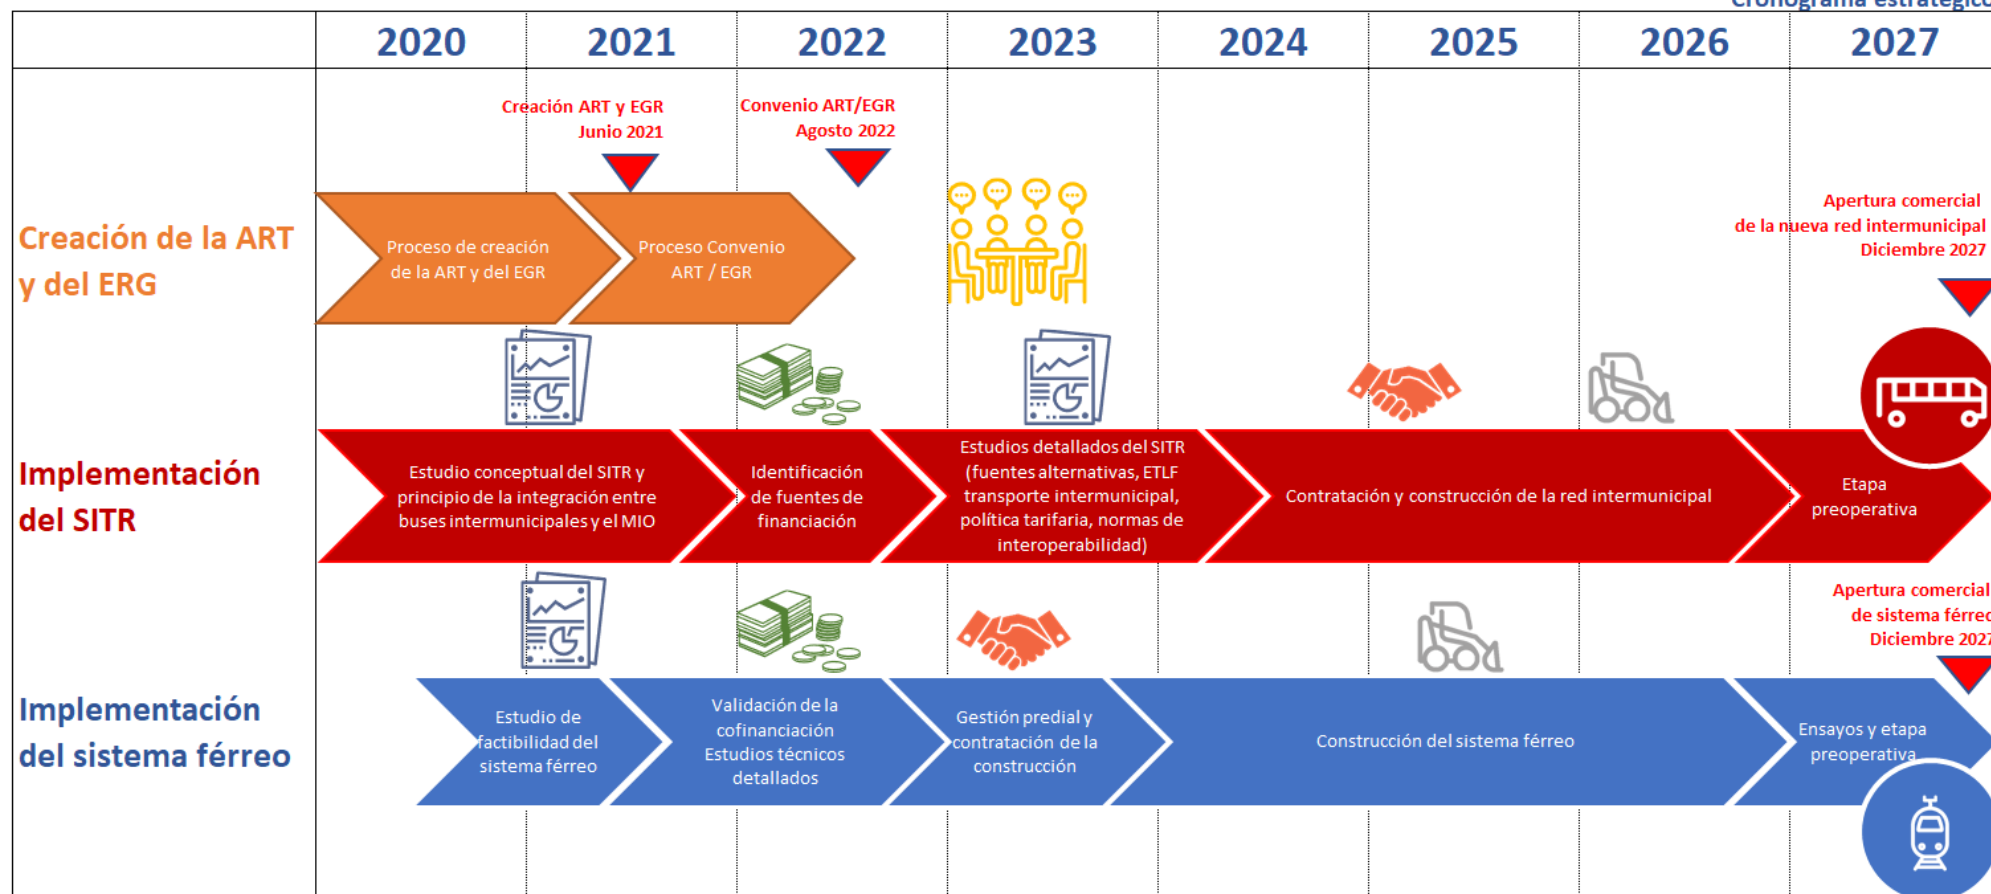 Cronograma estratégico
2020 2021 2022 2023 2024 2025 2026 2027
Creación ART y EGR
Junio 2021
Convenio ART/EGR
Agosto 2022
Apertura comercial
de la nueva red intermunicipal
Diciembre 2027
Creación de la ART
y del ERG
Proceso de creación
de la ART y del EGR
Proceso Convenio
ART / EGR
Implementación
del SITR
Estudio conceptual del SITR y
principio de la integración entre
buses intermunicipales y el MIO
Identificación
de fuentes de
financiación
Estudios detallados del SITR
(fuentes alternativas, ETLF
transporte intermunicipal,
política tarifaria, normas de
interoperabilidad)
Contratación y construcción de la red intermunicipal
Etapa
preoperativa
Apertura comercial
de sistema férreo
Diciembre 2027
Implementación
del sistema férreo
Estudio de
factibilidad del
sistema férreo
Validación de la
cofinanciación
Estudios técnicos
detallados
Gestión predial y
contratación de la
construcción
Construcción del sistema férreo
Ensayos y etapa
preoperativa